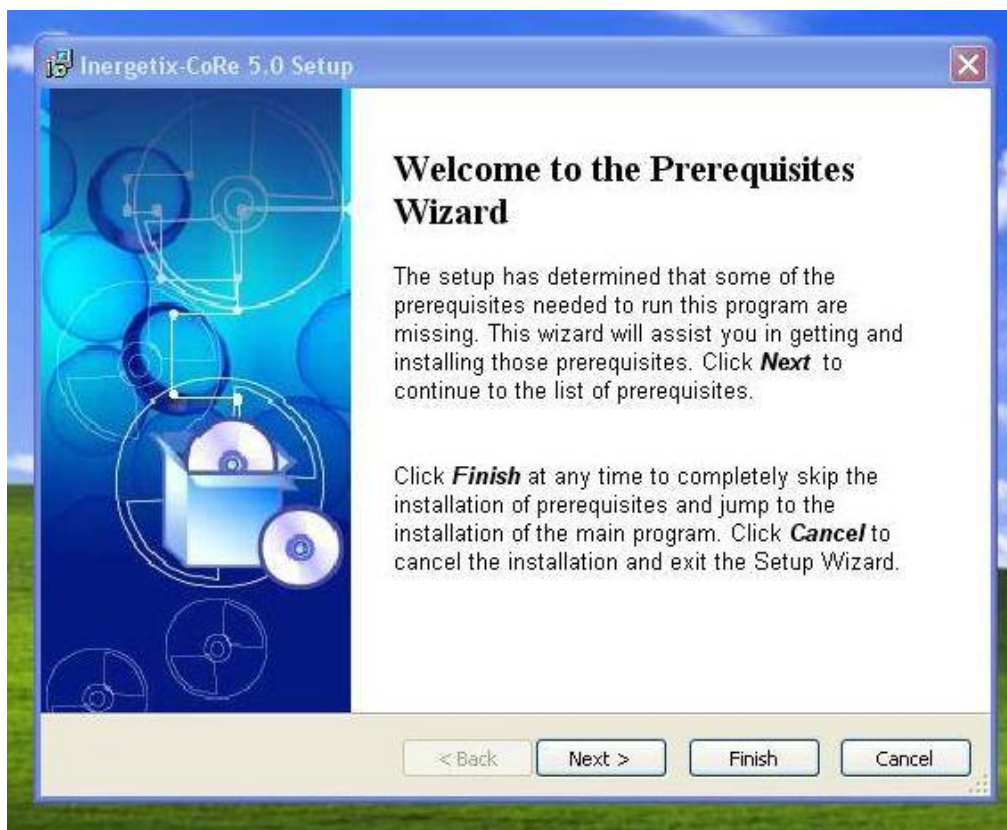 Inergetix-CoRe 5.0 Setup
Welcome to the Prerequisites
Wizard
The setup has determined that some of the
prerequisites needed to run this program are
missing. This wizard will assist you in getting and
installing those prerequisites. Click Next to
continue to the list of prerequisites.
Click Finish at any time to completely skip the
installation of prerequisites and jump to the
installation of the main program. Click Cancel to
cancel the installation and exit the Setup Wizard.
< Back
Next >
Finish
Cancel